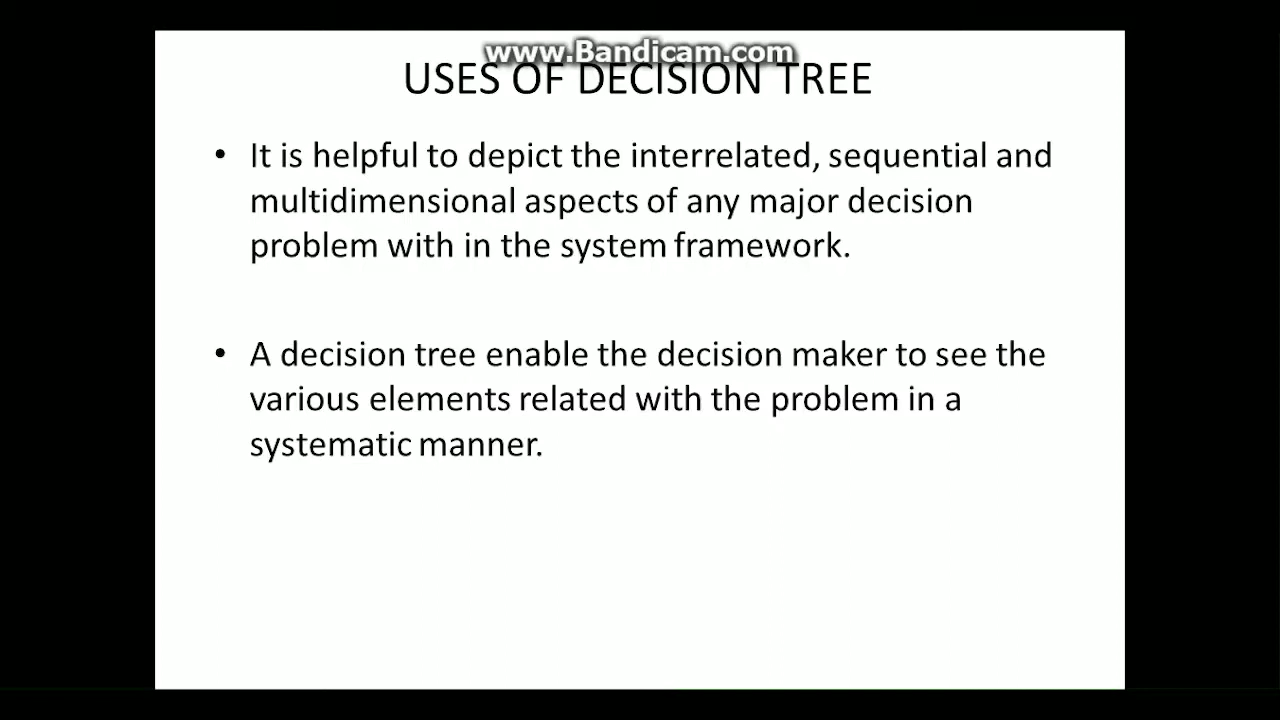 www.Bandicam.com
USES OF DECISION TREE
• It is helpful to depict the interrelated, sequential and
multidimensional aspects of any major decision
problem with in the system framework.
• A decision tree enable the decision maker to see the
various elements related with the problem in a
systematic manner.